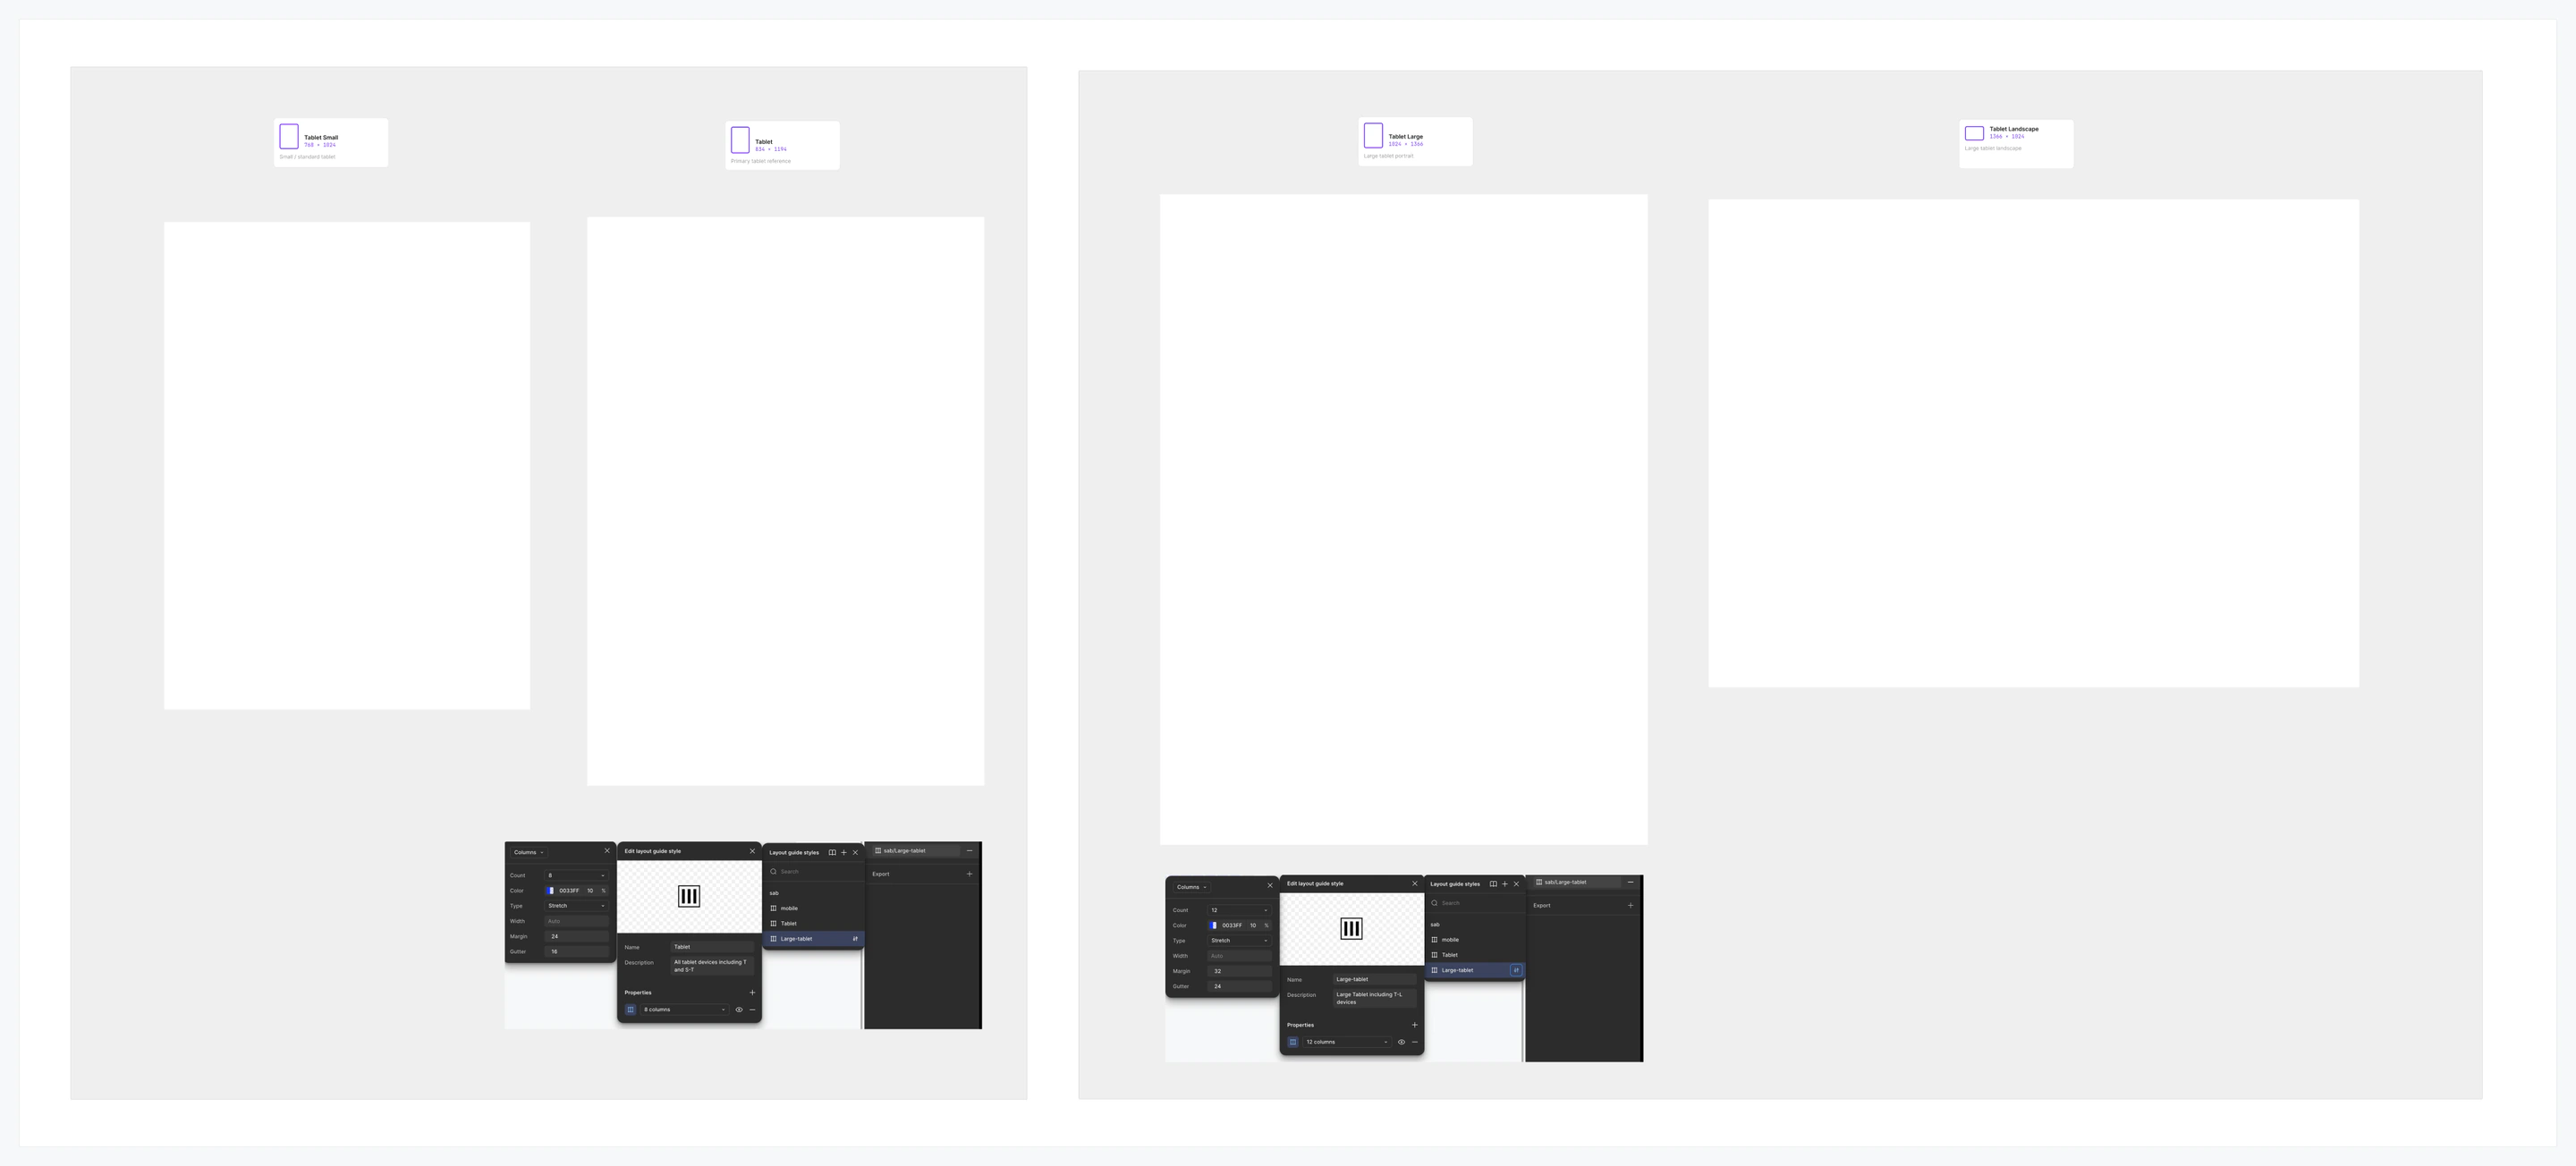 Tablet Small
768 × 1024
Small / standard tablet
Tablet
834 × 1194
Primary tablet reference
Columns
Count 8
Color 0033FF 10 %
Type Stretch
Width Auto
Margin 24
Gutter 16
Edit layout guide style
Name Tablet
Description All tablet devices including T
and S-T
Properties
8 columns
Layout guide styles
Search
sab
mobile
Tablet
Large-tablet
sab/Large-tablet
Export
Tablet Large
1024 × 1366
Large tablet portrait
Tablet Landscape
1366 × 1024
Large tablet landscape
Columns
Count 12
Color 0033FF 10 %
Type Stretch
Width Auto
Margin 32
Gutter 24
Edit layout guide style
Name Large-tablet
Description Large Tablet including T-L
devices
Properties
12 columns
Layout guide styles
Search
sab
mobile
Tablet
Large-tablet
sab/Large-tablet
Export